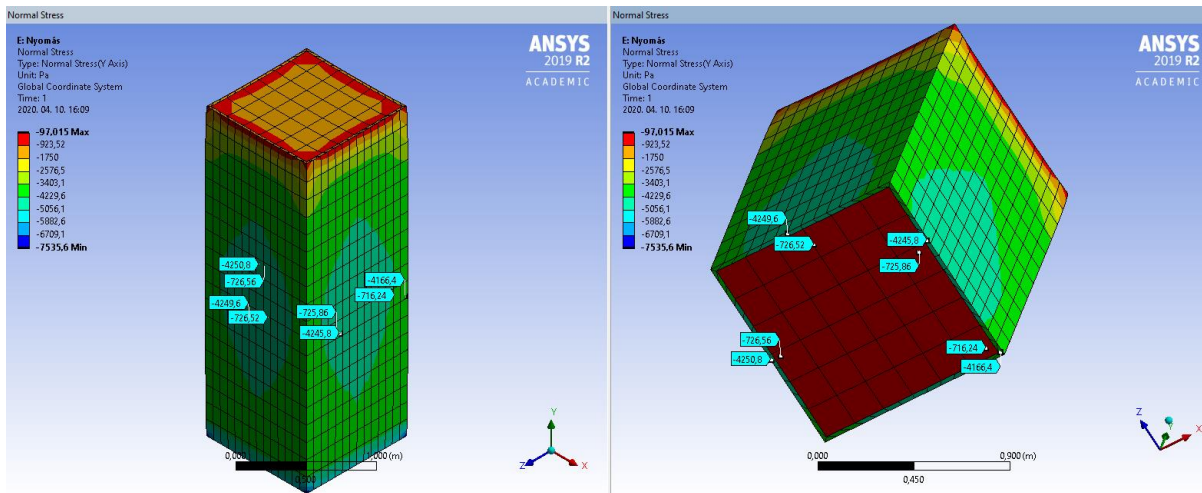 Normal Stress
E: Nyomás
Normal Stress
Type: Normal Stress(Y Axis)
Unit: Pa
Global Coordinate System
Time: 1
2020. 04. 10. 16:09
-97,015 Max
-923,52
-1750
-2576,5
-3403,1
-4229,6
-5056,1
-5882,6
-6709,1
-7535,6 Min
ANSYS
2019 R2
ACADEMIC
-4250,8
-726,56
-4249,6
-726,52
-725,86
-4245,8
-4166,4
-716,24
0,000
1,000 (m)
0,500
Y
Z
X
Normal Stress
E: Nyomás
Normal Stress
Type: Normal Stress(Y Axis)
Unit: Pa
Global Coordinate System
Time: 1
2020. 04. 10. 16:09
-97,015 Max
-923,52
-1750
-2576,5
-3403,1
-4229,6
-5056,1
-5882,6
-6709,1
-7535,6 Min
ANSYS
2019 R2
ACADEMIC
-4249,6
-726,52
-4245,8
-725,86
-726,56
-4250,8
-716,24
-4166,4
0,000
0,900 (m)
0,450
Z
Y
X